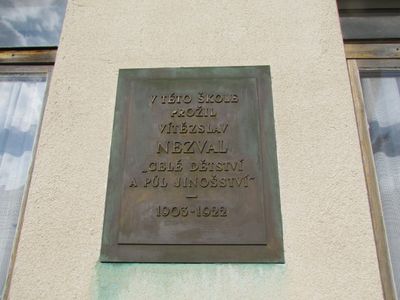 V TÉTO ŠKOLE
PROŽIL
VÍTĚZSLAV
NEZVAL
„CELÉ DĚTSTVÍ
A PŮL JINOŠSTVÍ“
—
1903-1922